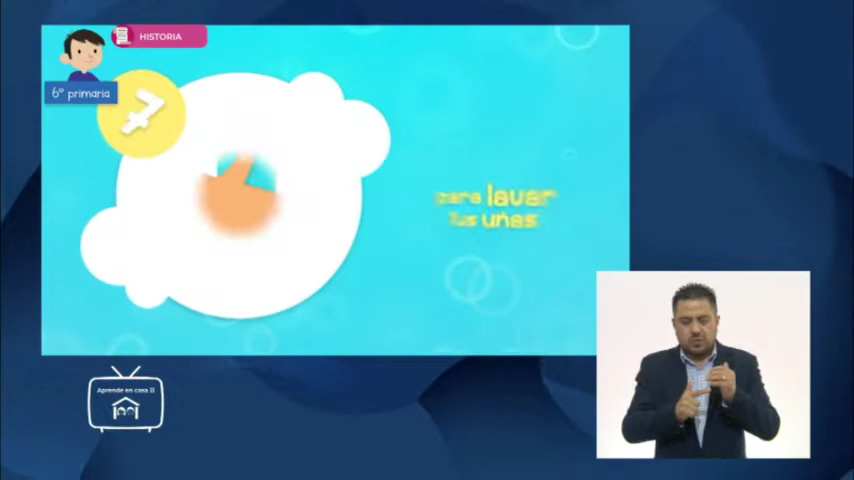 HISTORIA
6° primaria
7
para lavar
tus uñas
Aprende en casa II